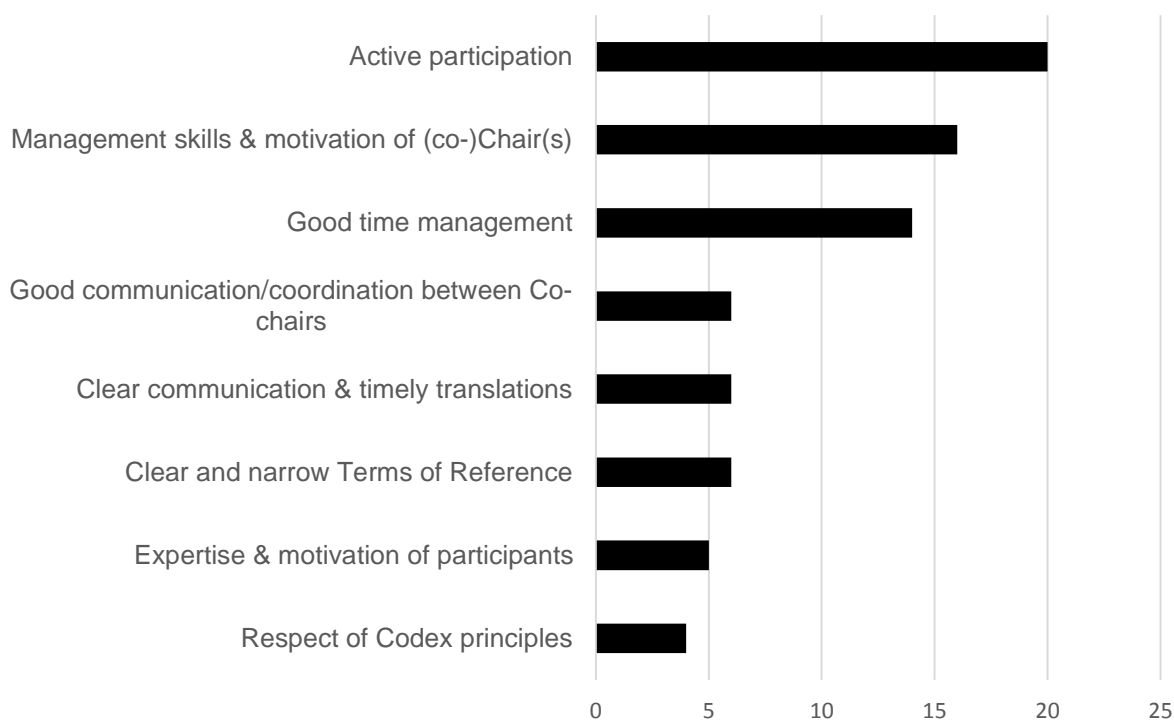 Active participation
Management skills & motivation of (co-)Chair(s)
Good time management
Good communication/coordination between Co-
chairs
Clear communication & timely translations
Clear and narrow Terms of Reference
Expertise & motivation of participants
Respect of Codex principles
0 5 10 15 20 25